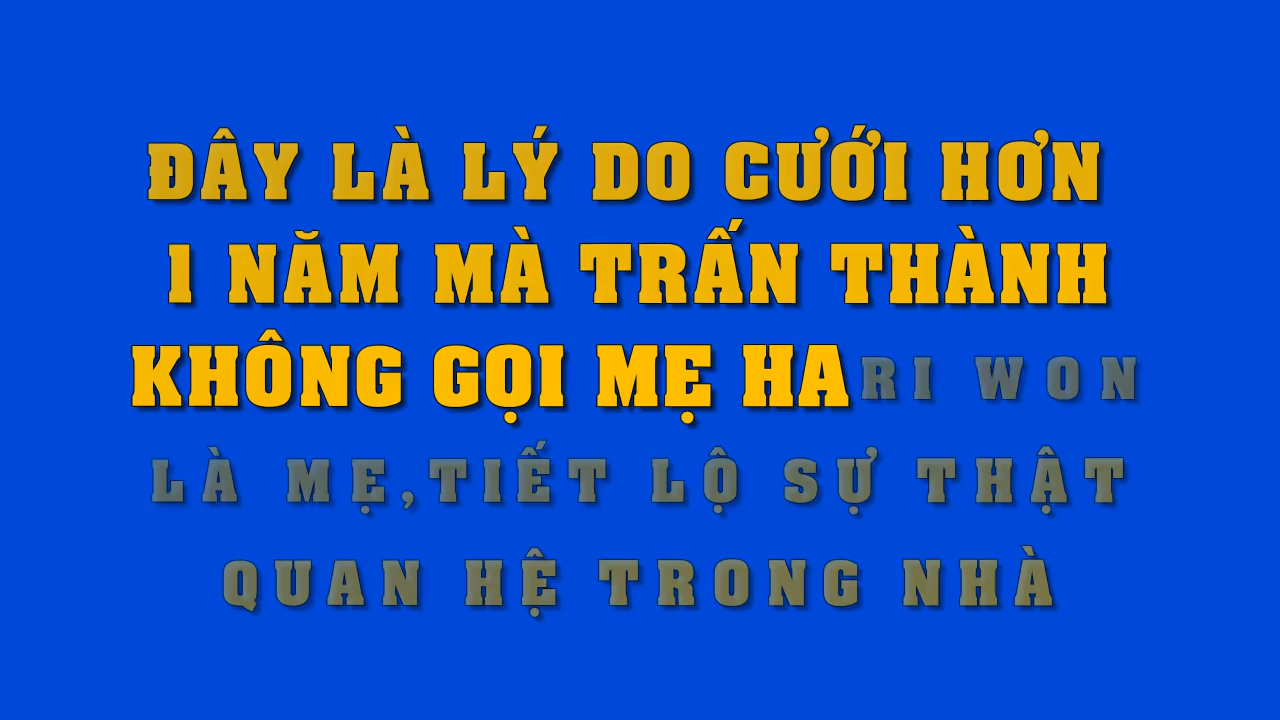 ĐÂY LÀ LÝ DO CƯỚI HƠN
1 NĂM MÀ TRẤN THÀNH
KHÔNG GỌI MẸ HARI WON
LÀ MẸ,TIẾT LỘ SỰ THẬT
QUAN HỆ TRONG NHÀ